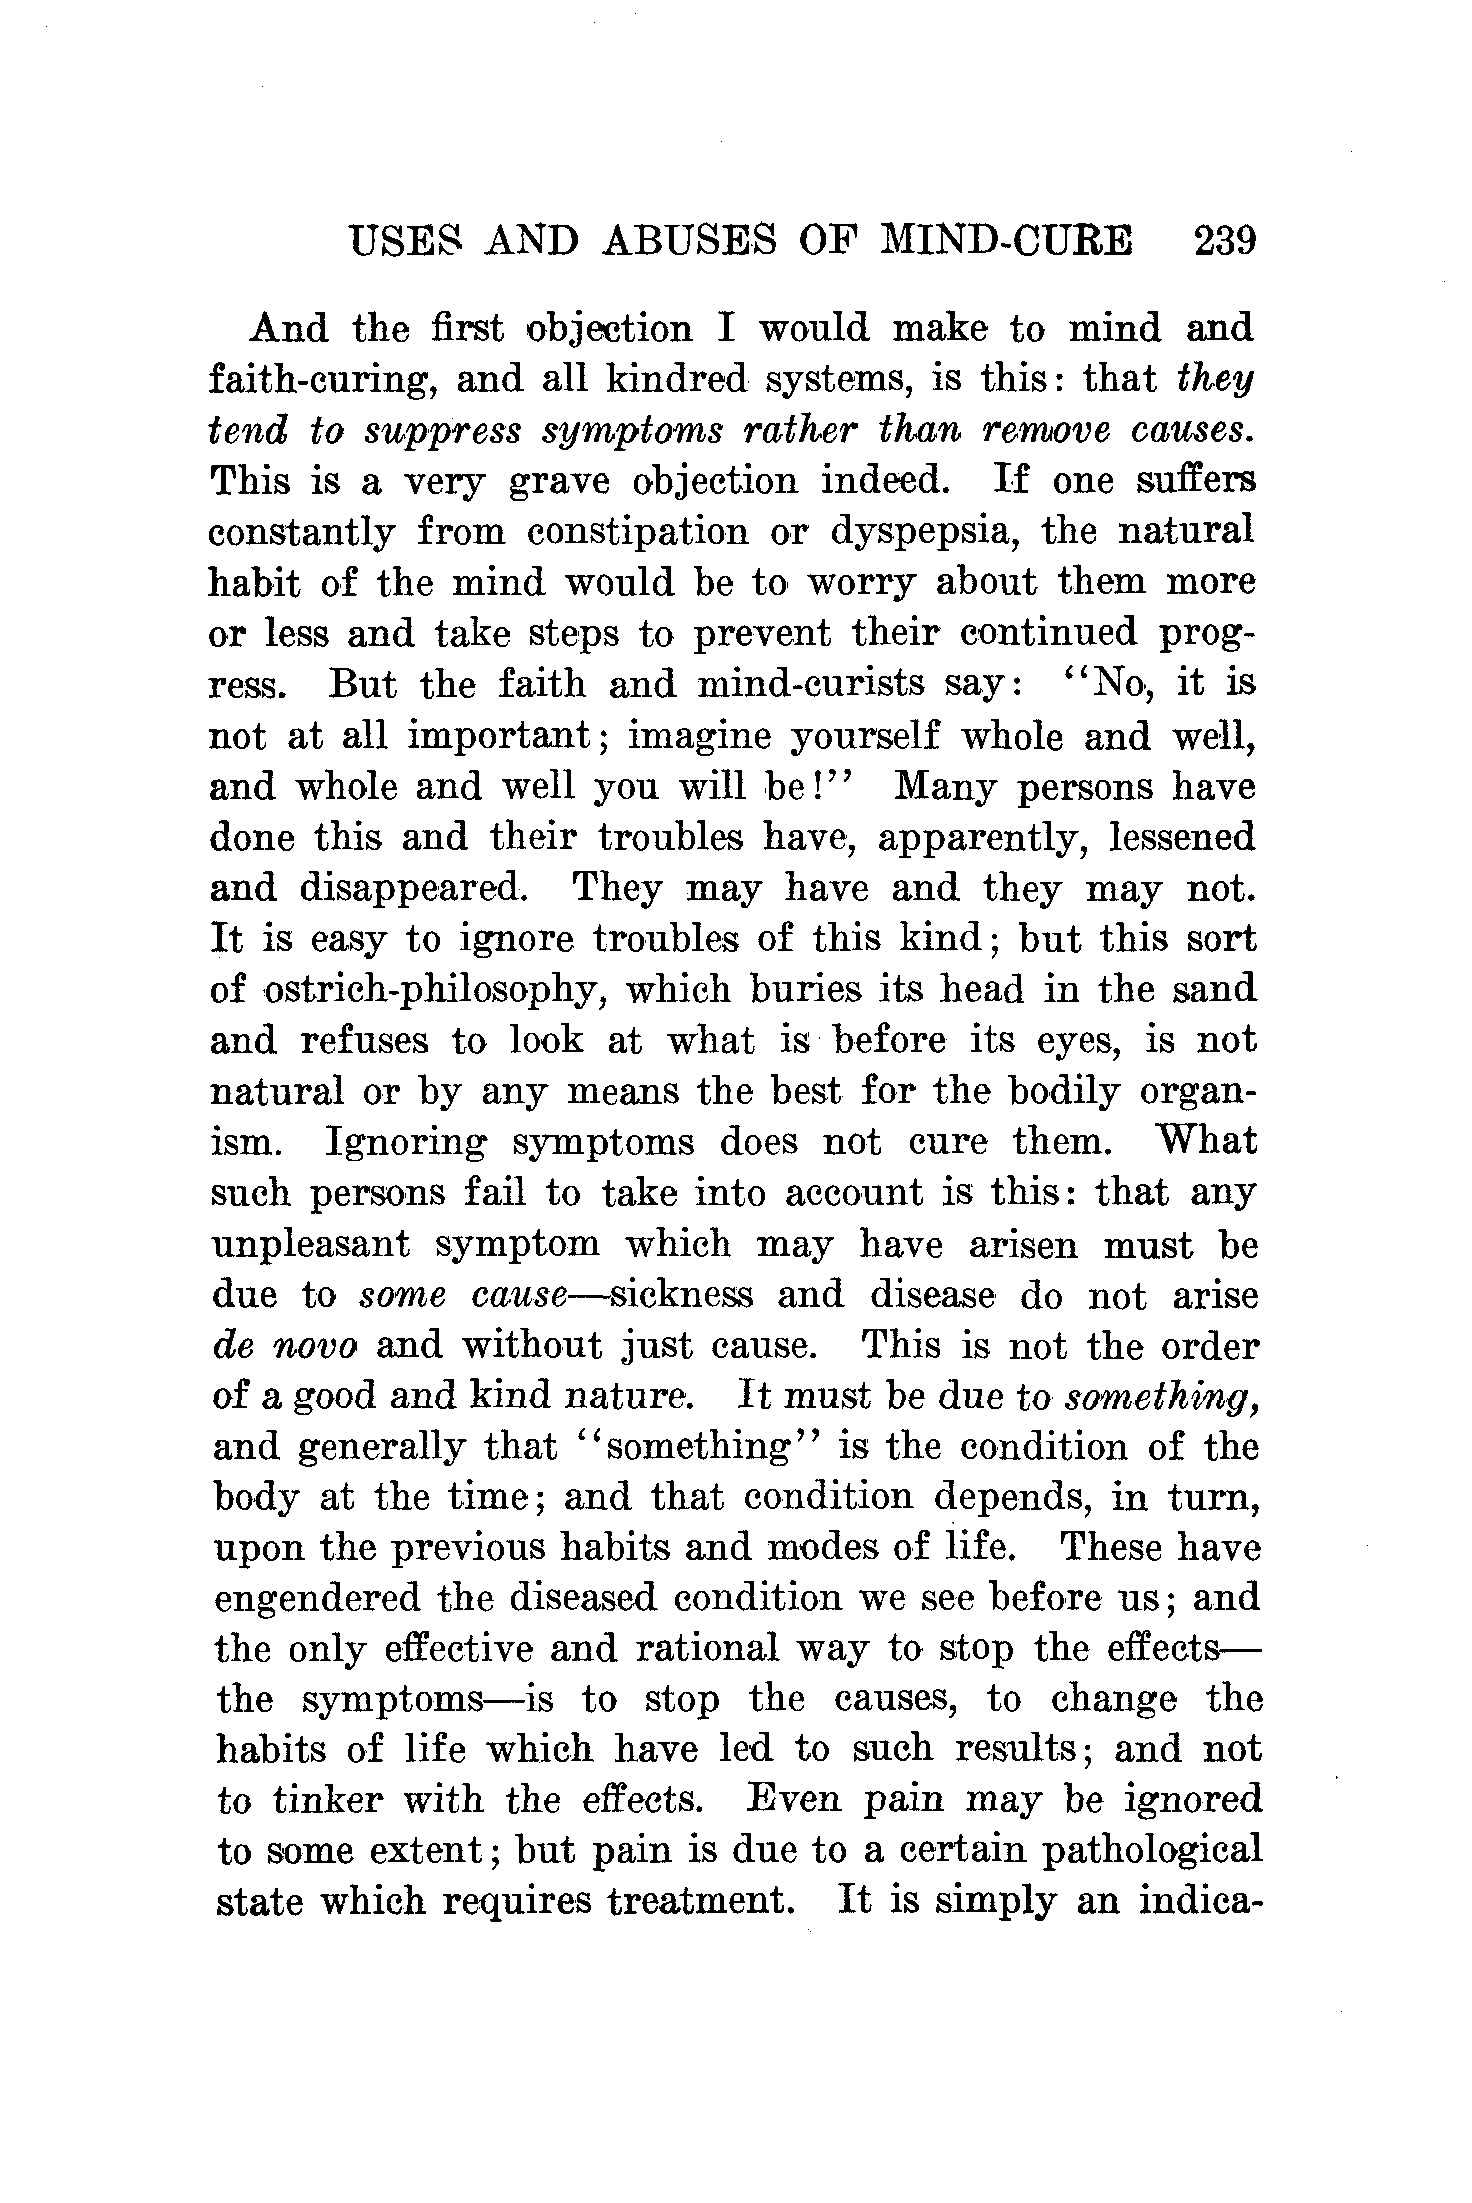 USES AND ABUSES OF MIND-CURE 239
And the first objection I would make to mind and
faith-curing, and all kindred systems, is this: that they
tend to suppress symptoms rather than remove causes.
This is a very grave objection indeed. If one suffers
constantly from constipation or dyspepsia, the natural
habit of the mind would be to worry about them more
or less and take steps to prevent their continued prog-
ress. But the faith and mind-curists say: “No, it is
not at all important; imagine yourself whole and well,
and whole and well you will be!” Many persons have
done this and their troubles have, apparently, lessened
and disappeared. They may have and they may not.
It is easy to ignore troubles of this kind; but this sort
of ostrich-philosophy, which buries its head in the sand
and refuses to look at what is before its eyes, is not
natural or by any means the best for the bodily organ-
ism. Ignoring symptoms does not cure them. What
such persons fail to take into account is this: that any
unpleasant symptom which may have arisen must be
due to some cause—sickness and disease do not arise
de novo and without just cause. This is not the order
of a good and kind nature. It must be due to something,
and generally that “something” is the condition of the
body at the time; and that condition depends, in turn,
upon the previous habits and modes of life. These have
engendered the diseased condition we see before us; and
the only effective and rational way to stop the effects—
the symptoms—is to stop the causes, to change the
habits of life which have led to such results; and not
to tinker with the effects. Even pain may be ignored
to some extent; but pain is due to a certain pathological
state which requires treatment. It is simply an indica-